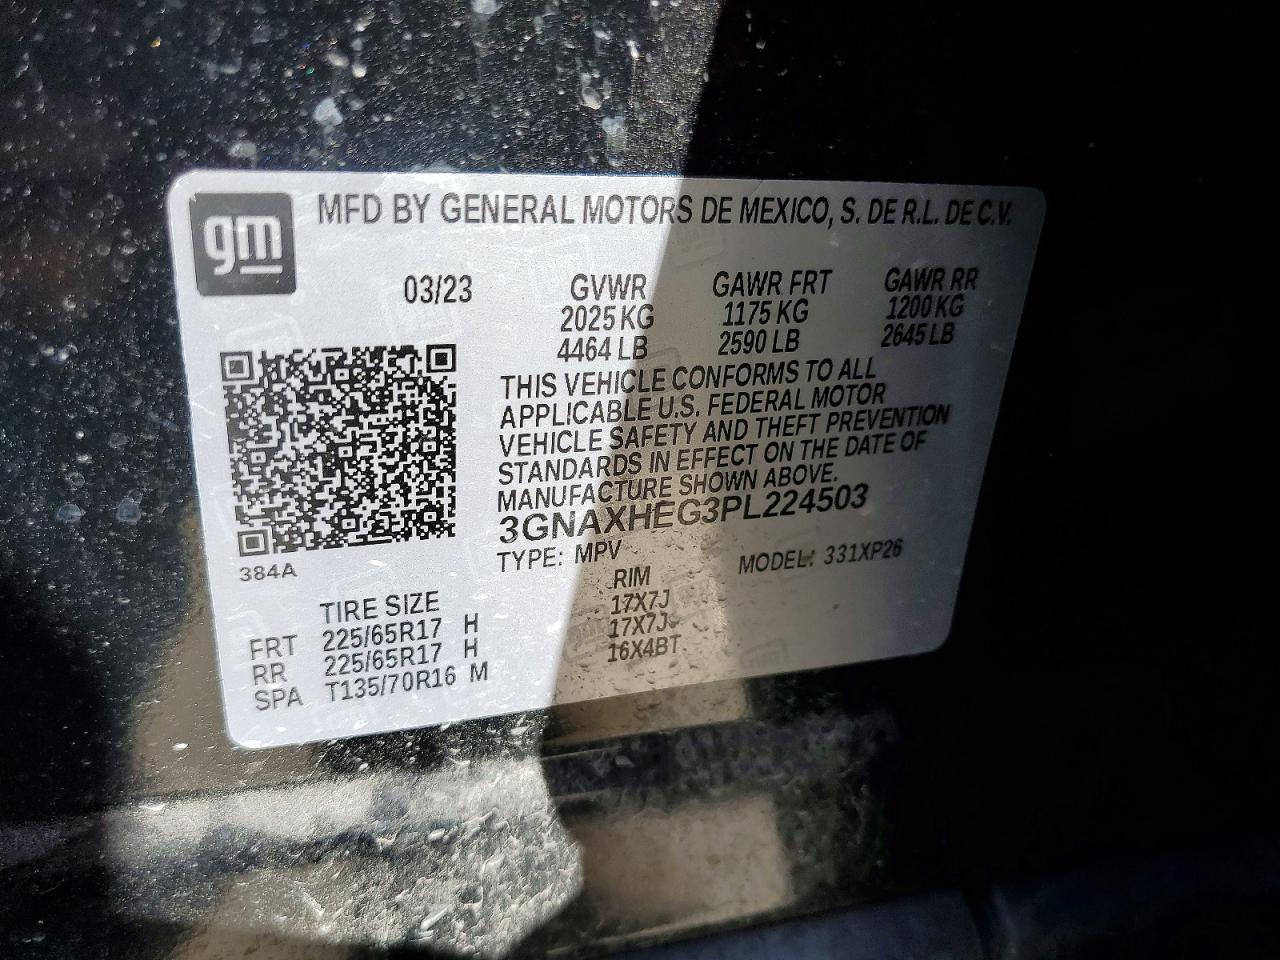 gm
MFD BY GENERAL MOTORS DE MEXICO, S. DE R.L. DE C.V.
03/23 GVWR GAWR FRT GAWR RR
2025 KG 1175 KG 1200 KG
4464 LB 2590 LB 2645 LB
THIS VEHICLE CONFORMS TO ALL
APPLICABLE U.S. FEDERAL MOTOR
VEHICLE SAFETY AND THEFT PREVENTION
STANDARDS IN EFFECT ON THE DATE OF
MANUFACTURE SHOWN ABOVE.
3GNAXHEG3PL224503
TYPE: MPV MODEL: 331XP26
384A
TIRE SIZE RIM
FRT 225/65R17 H 17X7J
RR 225/65R17 H 17X7J
SPA T135/70R16 M 16X4BT